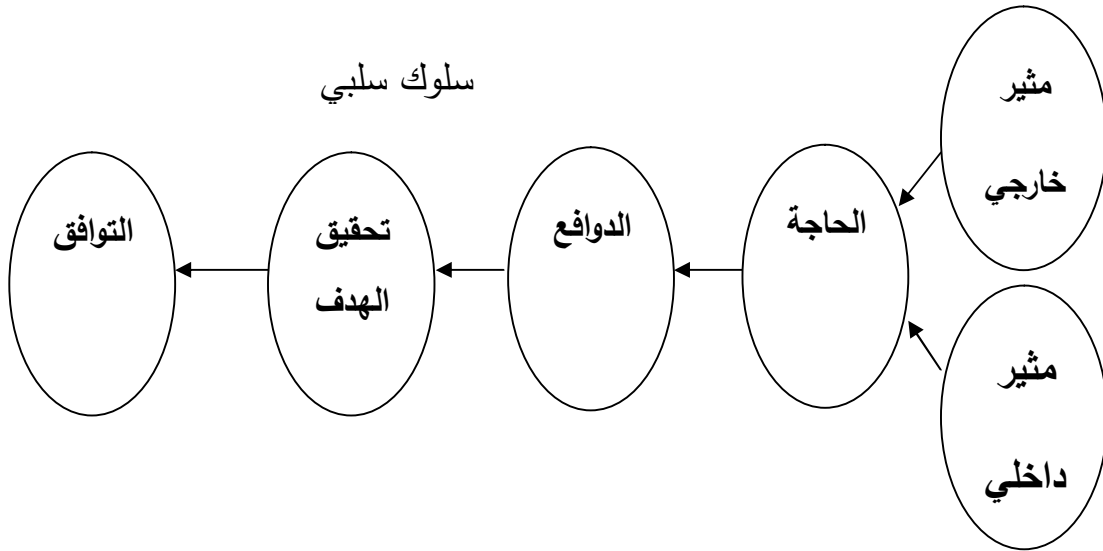 سلوك سلبي
مثير
خارجي
مثير
داخلي
الحاجة
الدوافع
تحقيق
الهدف
التوافق